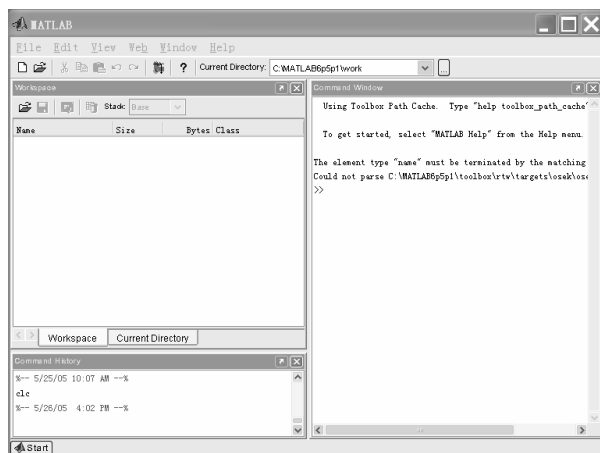 MATLAB
File Edit View Web Window Help
? Current Directory: C:\MATLAB6p5p1\work ...
Workspace
Stack: Base
Name Size Bytes Class
Workspace Current Directory
Command History
%-- 5/25/05 10:07 AM --%
clc
%-- 5/26/05 4:02 PM --%
Command Window
Using Toolbox Path Cache. Type "help toolbox_path_cache"
To get started, select "MATLAB Help" from the Help menu.
The element type "name" must be terminated by the matching
Could not parse C:\MATLAB6p5p1\toolbox\rtw\targets\osek\ose
>>
Start